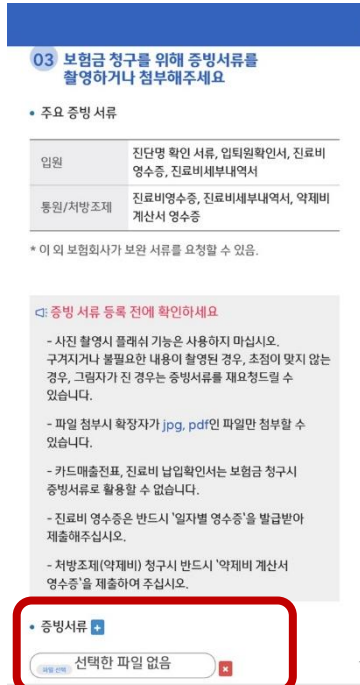 03 보험금 청구를 위해 증빙서류를
촬영하거나 첨부해주세요
• 주요 증빙 서류
입원 진단명 확인 서류, 입퇴원확인서, 진료비
영수증, 진료비세부내역서
통원/처방조제 진료비영수증, 진료비세부내역서, 약제비
계산서 영수증
* 이 외 보험회사가 보완 서류를 요청할 수 있음.
증빙 서류 등록 전에 확인하세요
- 사진 촬영시 플래쉬 기능은 사용하지 마십시오.
구겨지거나 불필요한 내용이 촬영된 경우, 초점이 맞지 않는
경우, 그림자가 진 경우는 증빙서류를 재요청드릴 수
있습니다.
- 파일 첨부시 확장자가 jpg, pdf인 파일만 첨부할 수
있습니다.
- 카드매출전표, 진료비 납입확인서는 보험금 청구시
증빙서류로 활용할 수 없습니다.
- 진료비 영수증은 반드시 '일자별 영수증'을 발급받아
제출해주십시오.
- 처방조제(약제비) 청구시 반드시 '약제비 계산서
영수증'을 제출하여 주십시오.
• 증빙서류 +
파일 선택 선택한 파일 없음 x